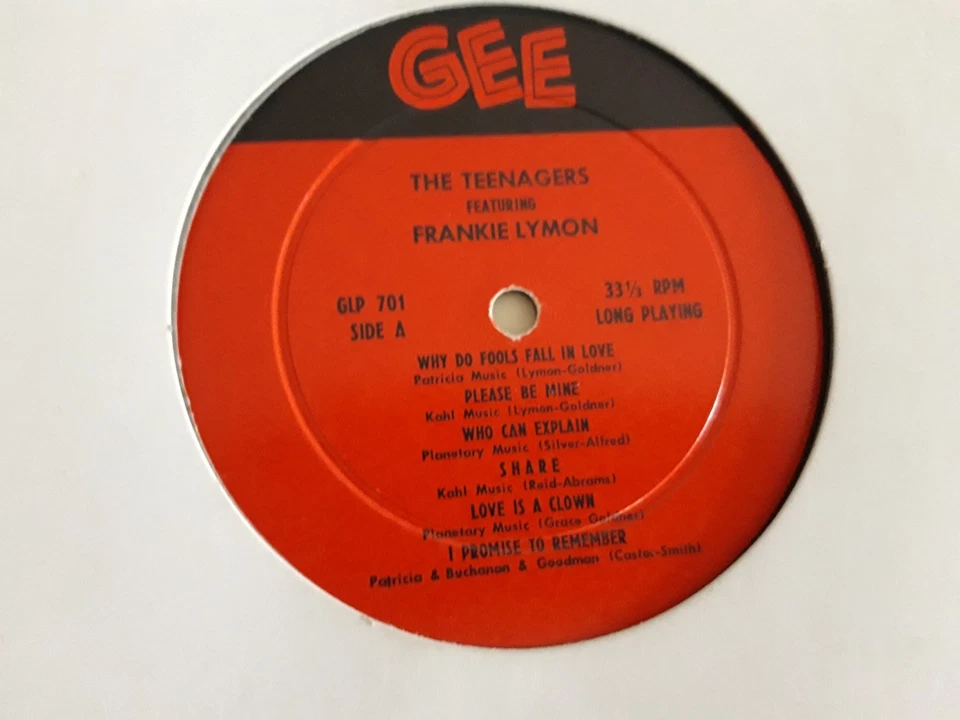 GEE
THE TEENAGERS
FEATURING
FRANKIE LYMON
GLP 701
SIDE A
33⅓ RPM
LONG PLAYING
WHY DO FOOLS FALL IN LOVE
Patricia Music (Lymon-Goldner)
PLEASE BE MINE
Kahl Music (Lymon-Goldner)
WHO CAN EXPLAIN
Planetary Music (Silver-Alfred)
SHARE
Kahl Music (Reid-Abrams)
LOVE IS A CLOWN
Planetary Music (Grace Goldner)
I PROMISE TO REMEMBER
Patricia & Buchanan & Goodman (Castor-Smith)